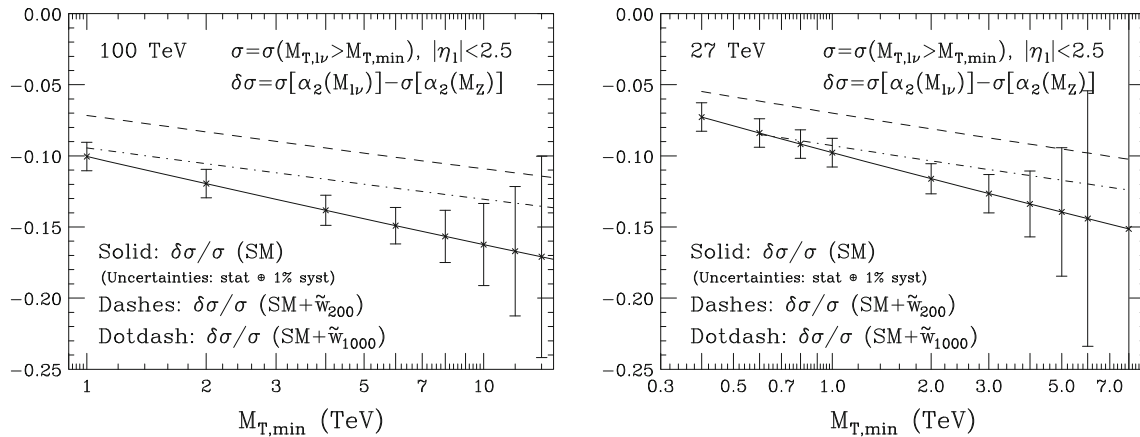 0.00
−0.05
−0.10
−0.15
−0.20
−0.25
100 TeV
σ=σ(M_T,lν>M_T,min), |η_l|<2.5
δσ=σ[α_2(M_lν)]−σ[α_2(M_Z)]
Solid: δσ/σ (SM)
(Uncertainties: stat ⊕ 1% syst)
Dashes: δσ/σ (SM+w̃_200)
Dotdash: δσ/σ (SM+w̃_1000)
1 2 3 5 7 10
M_T,min (TeV)
0.00
−0.05
−0.10
−0.15
−0.20
−0.25
27 TeV
σ=σ(M_T,lν>M_T,min), |η_l|<2.5
δσ=σ[α_2(M_lν)]−σ[α_2(M_Z)]
Solid: δσ/σ (SM)
(Uncertainties: stat ⊕ 1% syst)
Dashes: δσ/σ (SM+w̃_200)
Dotdash: δσ/σ (SM+w̃_1000)
0.3 0.5 0.7 1.0 2.0 3.0 5.0 7.0
M_T,min (TeV)